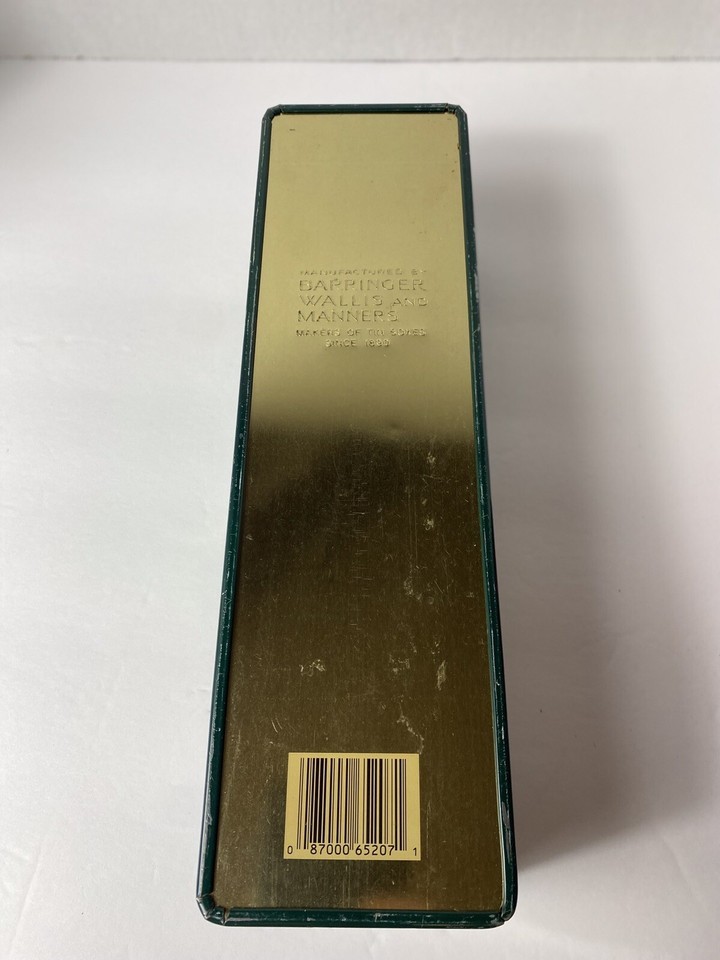 MANUFACTURED BY
BARRINGER
WALLIS AND
MANNERS
MAKERS OF TIN BOXES
SINCE
0 87000 65207 1